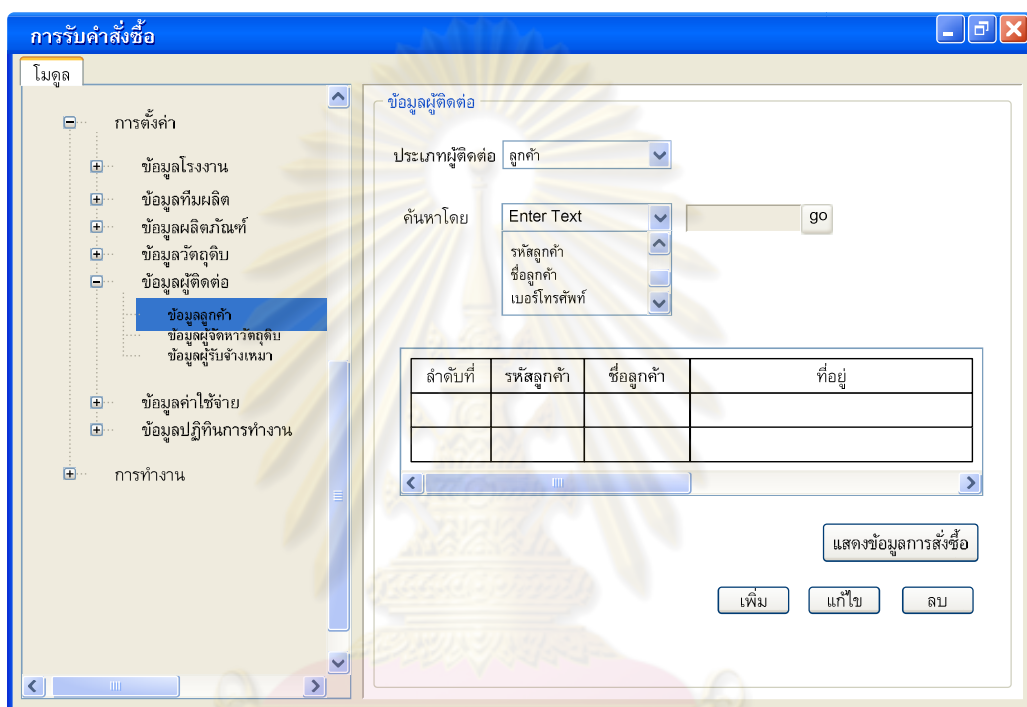 การรับคำสั่งซื้อ
โมดูล
การตั้งค่า
ข้อมูลโรงงาน
ข้อมูลทีมผลิต
ข้อมูลผลิตภัณฑ์
ข้อมูลวัตถุดิบ
ข้อมูลผู้ติดต่อ
ข้อมูลลูกค้า
ข้อมูลผู้จัดหาวัตถุดิบ
ข้อมูลผู้รับจ้างเหมา
ข้อมูลค่าใช้จ่าย
ข้อมูลปฏิทินการทำงาน
การทำงาน
ข้อมูลผู้ติดต่อ
ประเภทผู้ติดต่อ ลูกค้า
ค้นหาโดย Enter Text go
รหัสลูกค้า
ชื่อลูกค้า
เบอร์โทรศัพท์
ลำดับที่ รหัสลูกค้า ชื่อลูกค้า ที่อยู่
แสดงข้อมูลการสั่งซื้อ
เพิ่ม แก้ไข ลบ